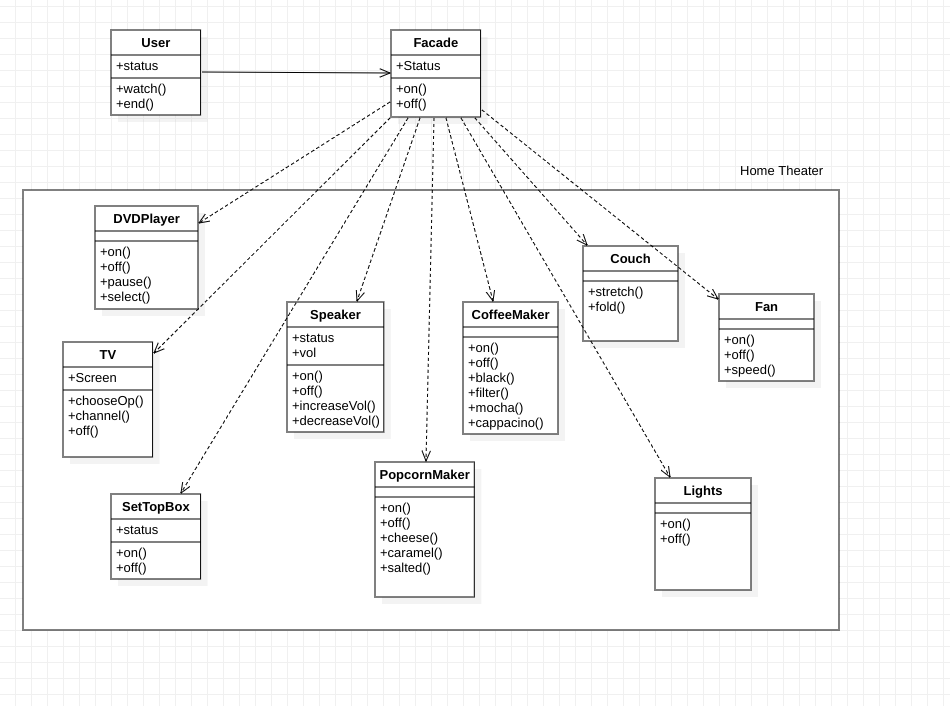 User
+status
+watch()
+end()
Facade
+Status
+on()
+off()
Home Theater
DVDPlayer
+on()
+off()
+pause()
+select()
TV
+Screen
+chooseOp()
+channel()
+off()
SetTopBox
+status
+on()
+off()
Speaker
+status
+vol
+on()
+off()
+increaseVol()
+decreaseVol()
PopcornMaker
+on()
+off()
+cheese()
+caramel()
+salted()
CoffeeMaker
+on()
+off()
+black()
+filter()
+mocha()
+cappacino()
Couch
+stretch()
+fold()
Fan
+on()
+off()
+speed()
Lights
+on()
+off()